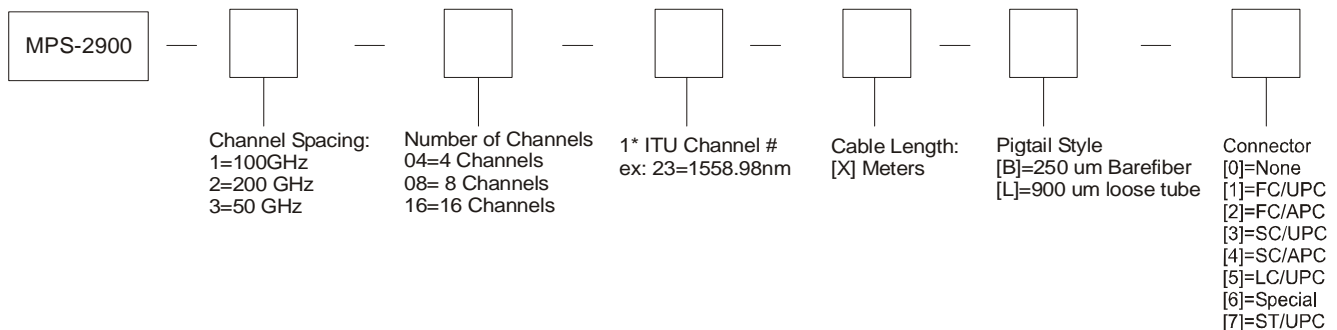 MPS-2900
Channel Spacing:
1=100GHz
2=200 GHz
3=50 GHz
Number of Channels
04=4 Channels
08= 8 Channels
16=16 Channels
1* ITU Channel #
ex: 23=1558.98nm
Cable Length:
[X] Meters
Pigtail Style
[B]=250 um Barefiber
[L]=900 um loose tube
Connector
[0]=None
[1]=FC/UPC
[2]=FC/APC
[3]=SC/UPC
[4]=SC/APC
[5]=LC/UPC
[6]=Special
[7]=ST/UPC